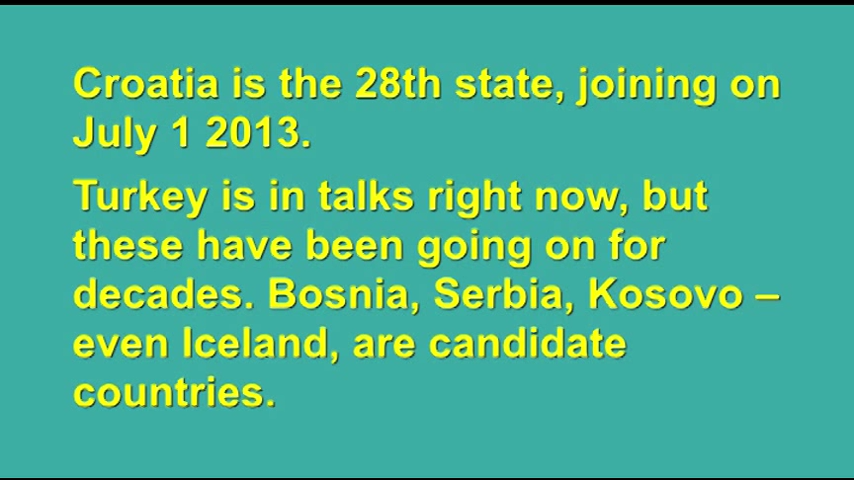 Croatia is the 28th state, joining on
July 1 2013.
Turkey is in talks right now, but
these have been going on for
decades. Bosnia, Serbia, Kosovo –
even Iceland, are candidate
countries.